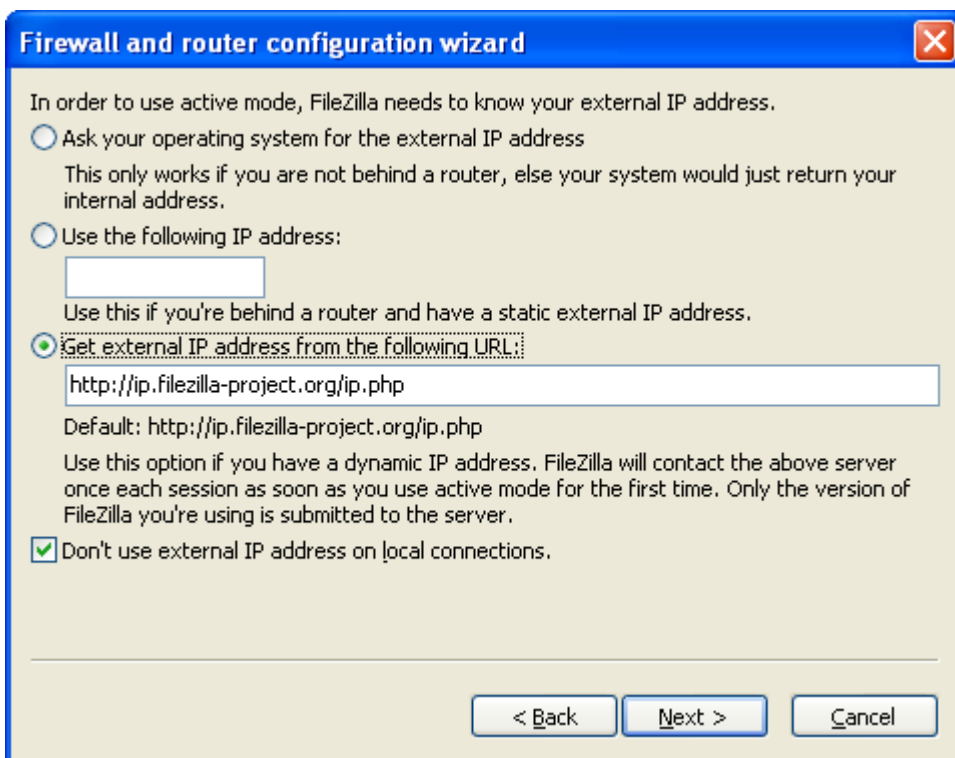 Firewall and router configuration wizard
In order to use active mode, FileZilla needs to know your external IP address.
Ask your operating system for the external IP address
This only works if you are not behind a router, else your system would just return your
internal address.
Use the following IP address:
Use this if you're behind a router and have a static external IP address.
Get external IP address from the following URL:
http://ip.filezilla-project.org/ip.php
Default: http://ip.filezilla-project.org/ip.php
Use this option if you have a dynamic IP address. FileZilla will contact the above server
once each session as soon as you use active mode for the first time. Only the version of
FileZilla you're using is submitted to the server.
Don't use external IP address on local connections.
< Back Next > Cancel